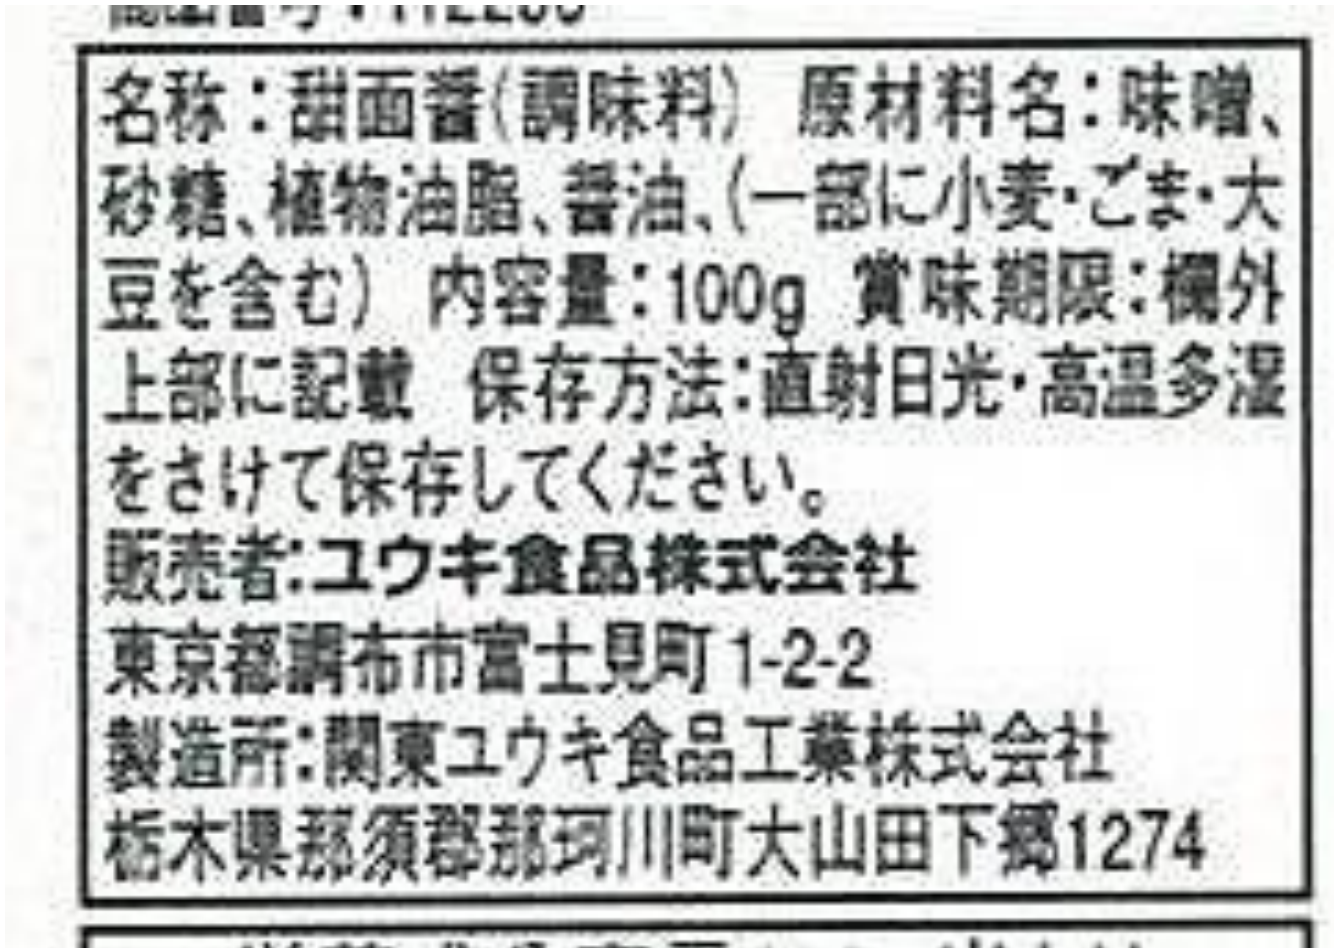 名称：甜面醤(調味料)　原材料名：味噌、
砂糖、植物油脂、醤油、(一部に小麦・ごま・大
豆を含む)　内容量：100g　賞味期限：欄外
上部に記載　保存方法：直射日光・高温多湿
をさけて保存してください。
販売者：ユウキ食品株式会社
東京都調布市富士見町1-2-2
製造所：関東ユウキ食品工業株式会社
栃木県那須郡那珂川町大山田下郷1274